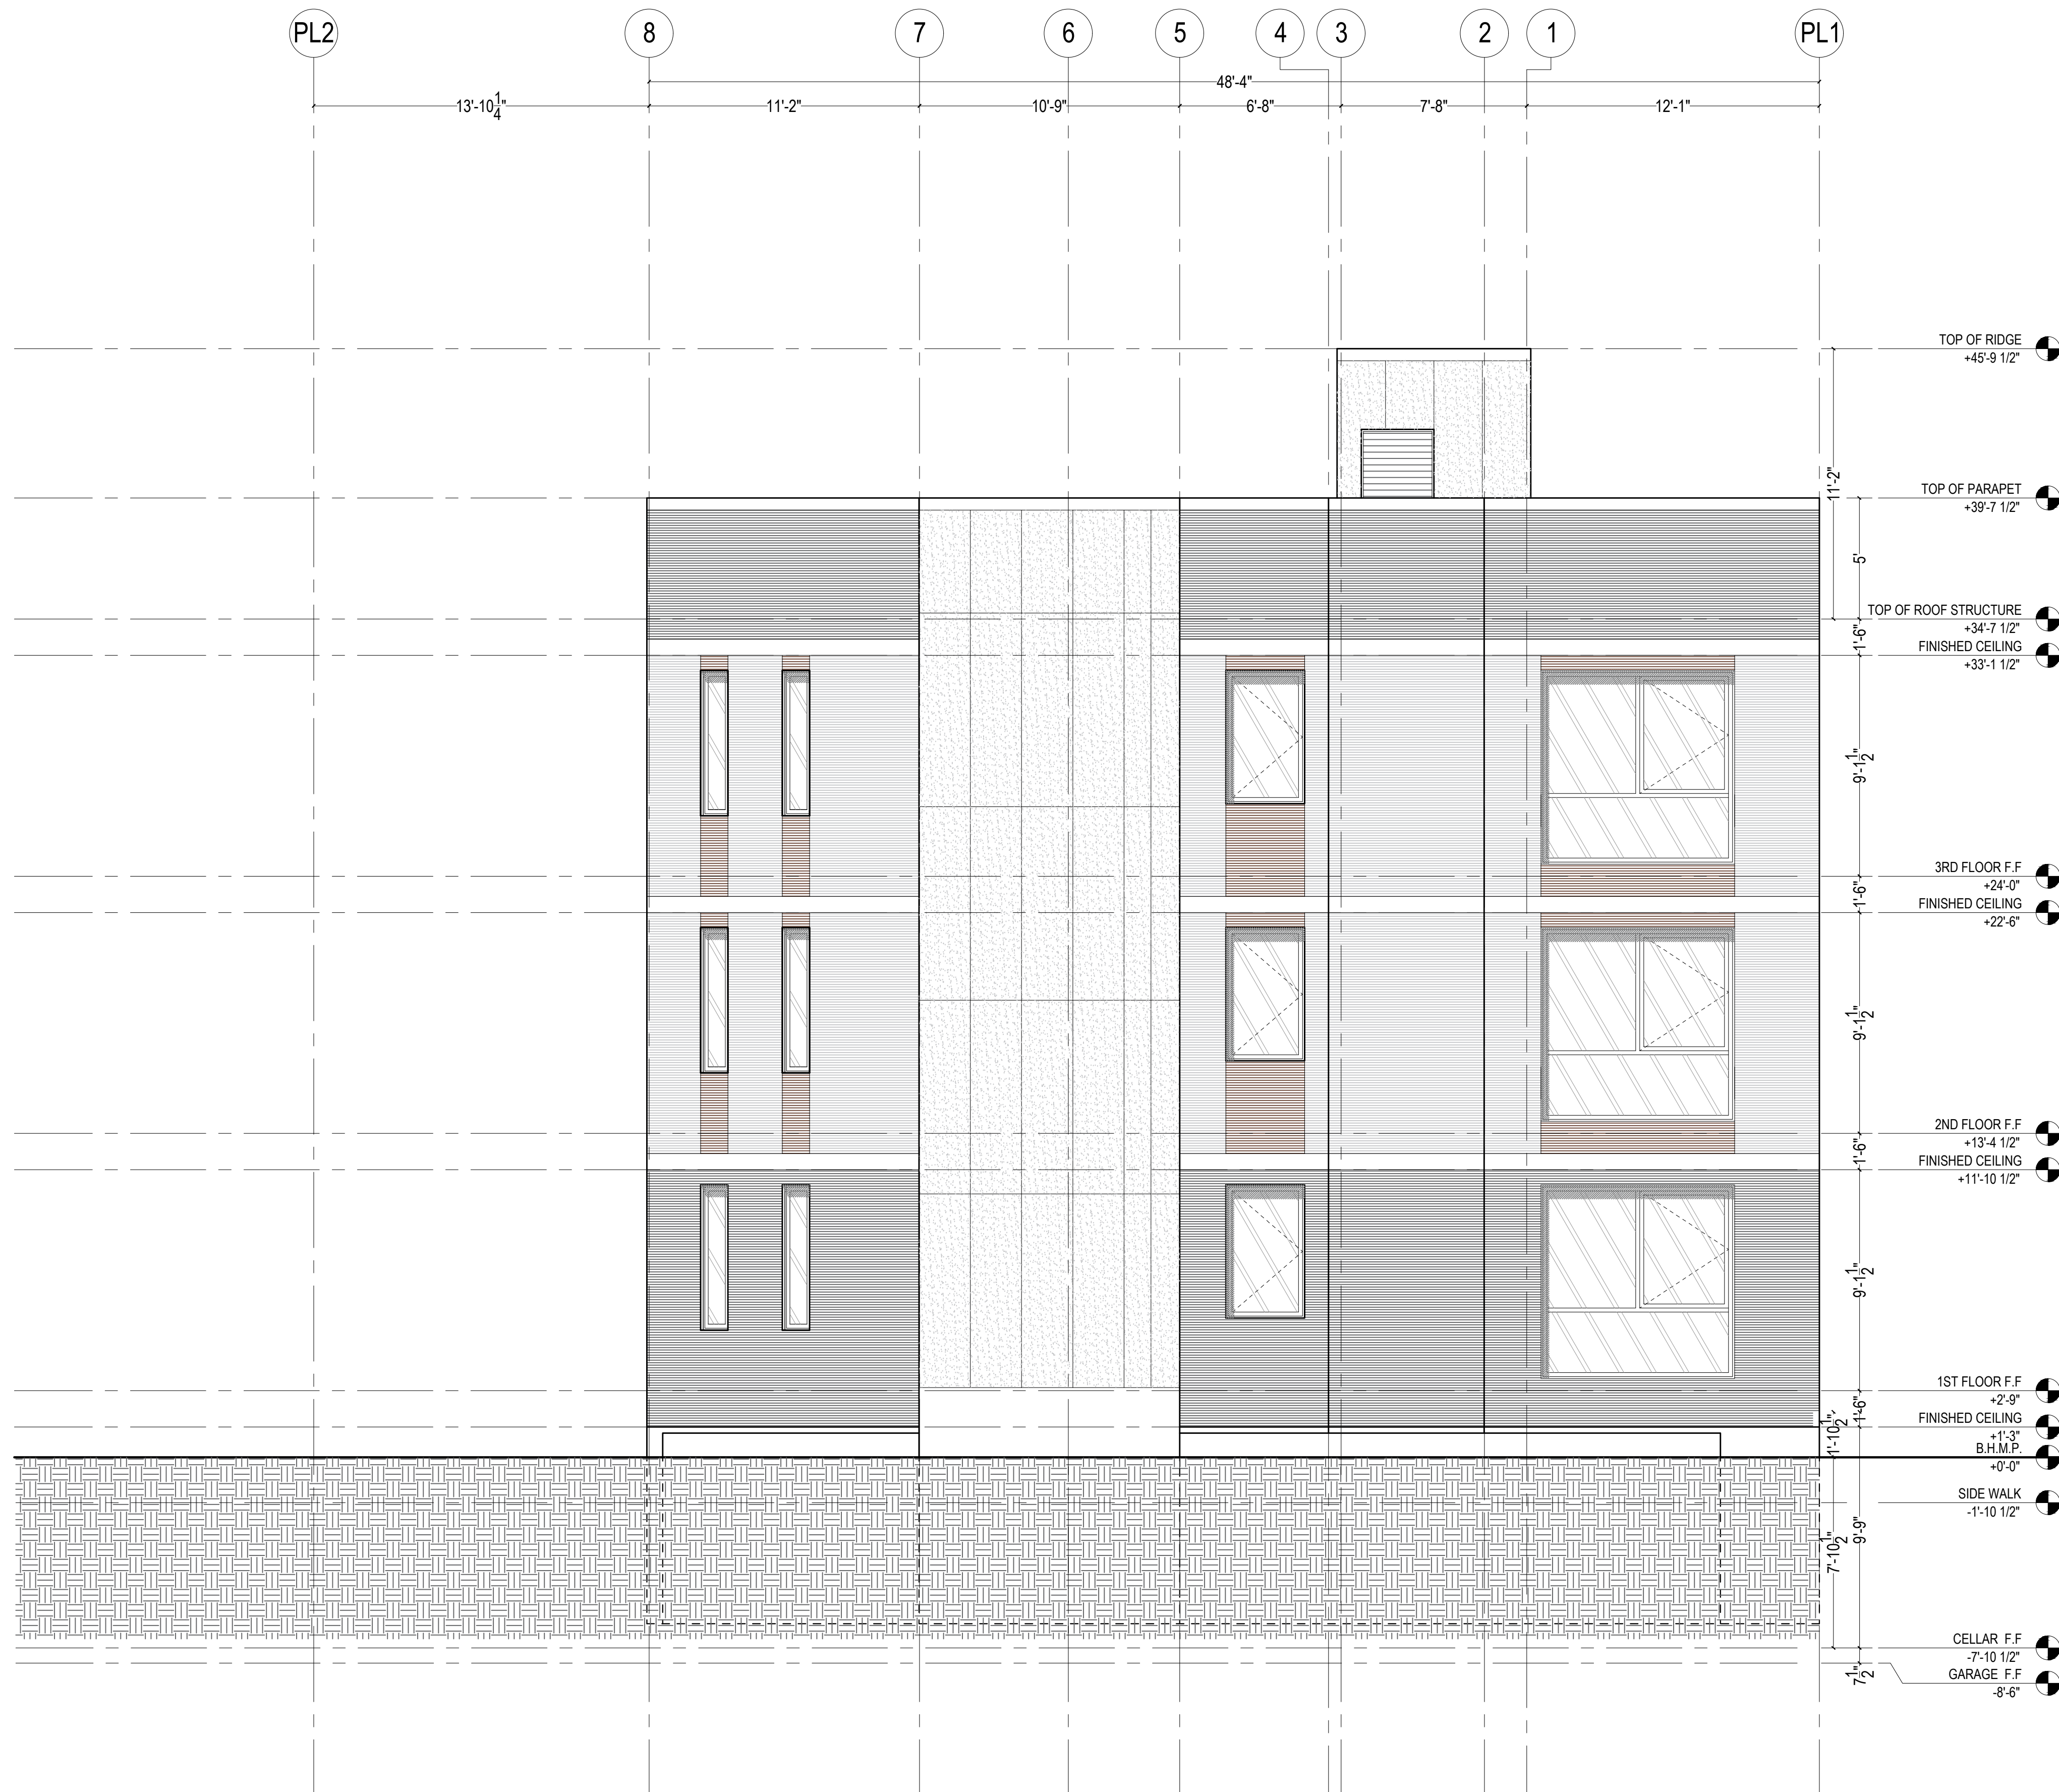 PL2 8 7 6 5 4 3 2 1 PL1
48'-4"
13'-10 1/4" 11'-2" 10'-9" 6'-8" 7'-8" 12'-1"
TOP OF RIDGE
+45'-9 1/2"
11'-2"
TOP OF PARAPET
+39'-7 1/2"
5'
TOP OF ROOF STRUCTURE
+34'-7 1/2"
1'-6"
FINISHED CEILING
+33'-1 1/2"
9'-1 1/2"
3RD FLOOR F.F
+24'-0"
1'-6"
FINISHED CEILING
+22'-6"
9'-1 1/2"
2ND FLOOR F.F
+13'-4 1/2"
1'-6"
FINISHED CEILING
+11'-10 1/2"
9'-1 1/2"
1ST FLOOR F.F
+2'-9"
1'-6"
FINISHED CEILING
+1'-3"
1'-10 1/2"
B.H.M.P.
+0'-0"
SIDE WALK
-1'-10 1/2"
7'-10 1/2"
9'-9"
CELLAR F.F
-7'-10 1/2"
7 1/2"
GARAGE F.F
-8'-6"